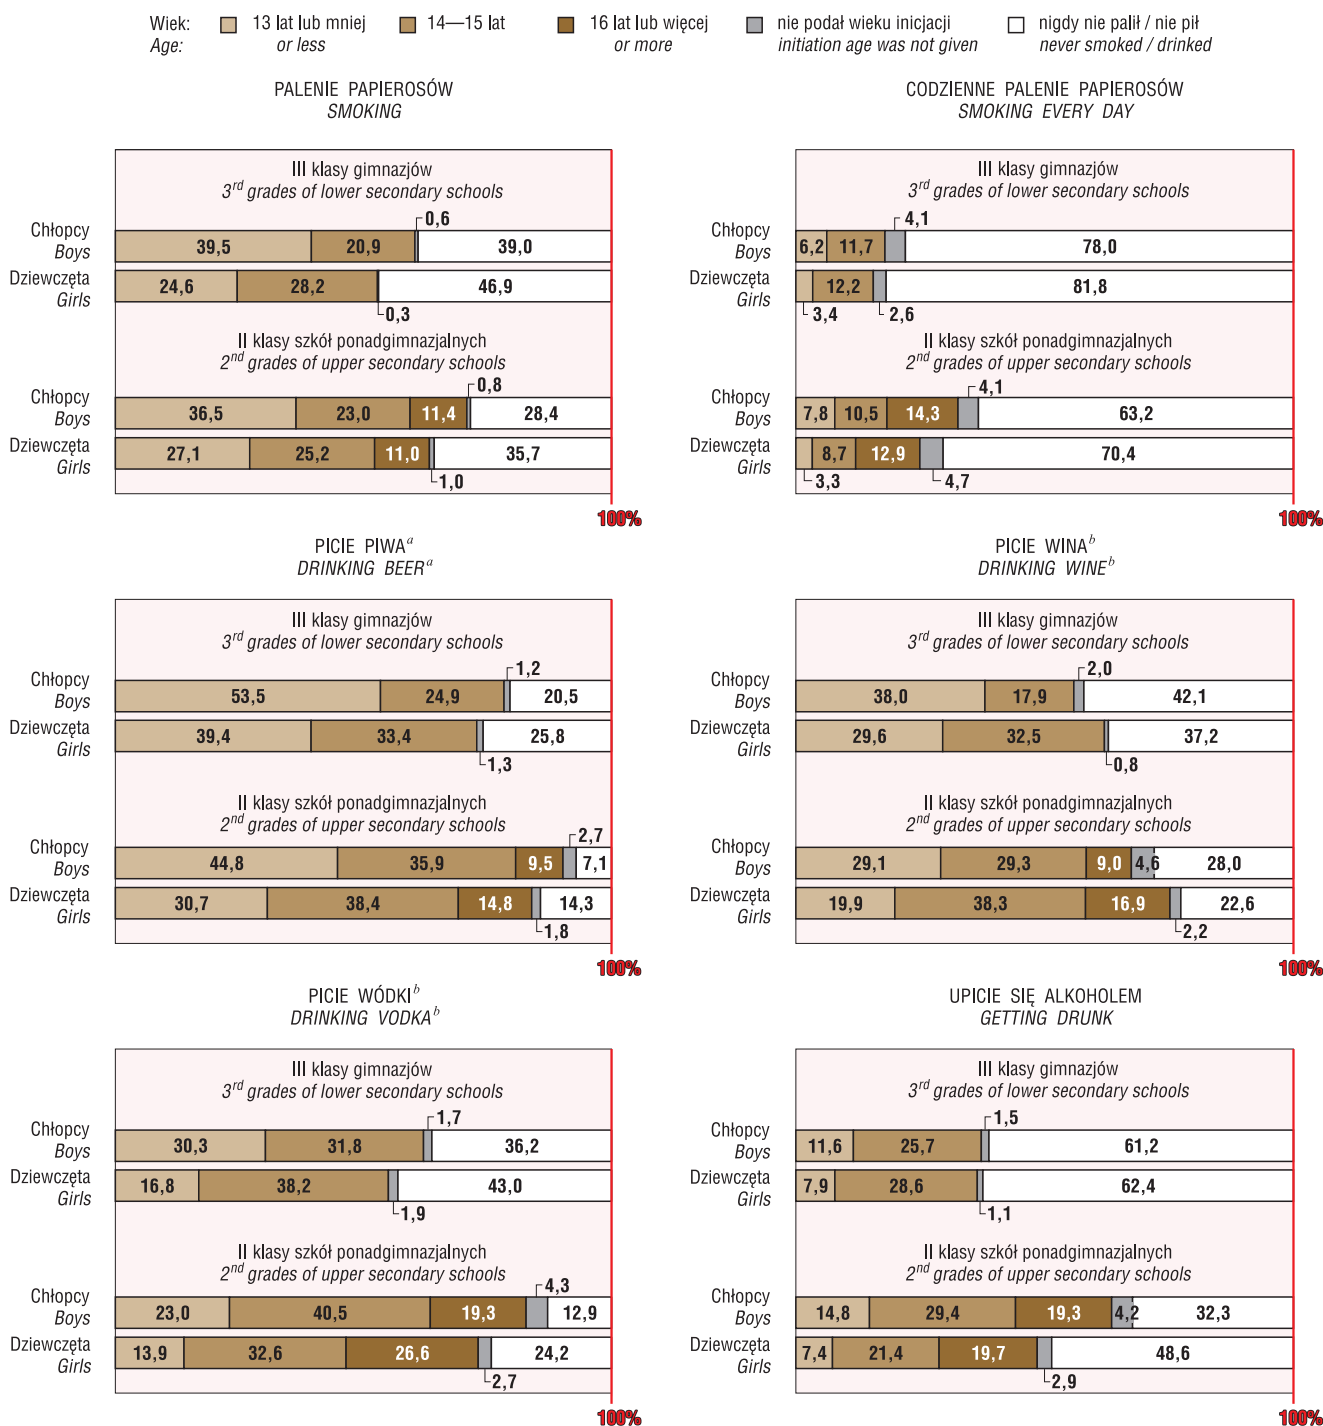 Wiek: 13 lat lub mniej 14—15 lat 16 lat lub więcej nie podał wieku inicjacji nigdy nie palił / nie pił
Age: or less or more initiation age was not given never smoked / drinked
PALENIE PAPIEROSÓW
SMOKING
III klasy gimnazjów
3rd grades of lower secondary schools
0,6
Chłopcy
Boys
39,5 20,9 39,0
Dziewczęta
Girls
24,6 28,2 46,9
0,3
II klasy szkół ponadgimnazjalnych
2nd grades of upper secondary schools
0,8
Chłopcy
Boys
36,5 23,0 11,4 28,4
Dziewczęta
Girls
27,1 25,2 11,0 35,7
1,0
100%
CODZIENNE PALENIE PAPIEROSÓW
SMOKING EVERY DAY
III klasy gimnazjów
3rd grades of lower secondary schools
4,1
Chłopcy
Boys
6,2 11,7 78,0
Dziewczęta
Girls
12,2 81,8
3,4 2,6
II klasy szkół ponadgimnazjalnych
2nd grades of upper secondary schools
4,1
Chłopcy
Boys
7,8 10,5 14,3 63,2
Dziewczęta
Girls
8,7 12,9 70,4
3,3 4,7
100%
PICIE PIWA a
DRINKING BEER a
III klasy gimnazjów
3rd grades of lower secondary schools
1,2
Chłopcy
Boys
53,5 24,9 20,5
Dziewczęta
Girls
39,4 33,4 25,8
1,3
II klasy szkół ponadgimnazjalnych
2nd grades of upper secondary schools
2,7
Chłopcy
Boys
44,8 35,9 9,5 7,1
Dziewczęta
Girls
30,7 38,4 14,8 14,3
1,8
100%
PICIE WINA b
DRINKING WINE b
III klasy gimnazjów
3rd grades of lower secondary schools
2,0
Chłopcy
Boys
38,0 17,9 42,1
Dziewczęta
Girls
29,6 32,5 37,2
0,8
II klasy szkół ponadgimnazjalnych
2nd grades of upper secondary schools
Chłopcy
Boys
29,1 29,3 9,0 4,6 28,0
Dziewczęta
Girls
19,9 38,3 16,9 22,6
2,2
100%
PICIE WÓDKI b
DRINKING VODKA b
III klasy gimnazjów
3rd grades of lower secondary schools
1,7
Chłopcy
Boys
30,3 31,8 36,2
Dziewczęta
Girls
16,8 38,2 43,0
1,9
II klasy szkół ponadgimnazjalnych
2nd grades of upper secondary schools
4,3
Chłopcy
Boys
23,0 40,5 19,3 12,9
Dziewczęta
Girls
13,9 32,6 26,6 24,2
2,7
100%
UPICIE SIĘ ALKOHOLEM
GETTING DRUNK
III klasy gimnazjów
3rd grades of lower secondary schools
1,5
Chłopcy
Boys
11,6 25,7 61,2
Dziewczęta
Girls
7,9 28,6 62,4
1,1
II klasy szkół ponadgimnazjalnych
2nd grades of upper secondary schools
Chłopcy
Boys
14,8 29,4 19,3 4,2 32,3
Dziewczęta
Girls
7,4 21,4 19,7 48,6
2,9
100%